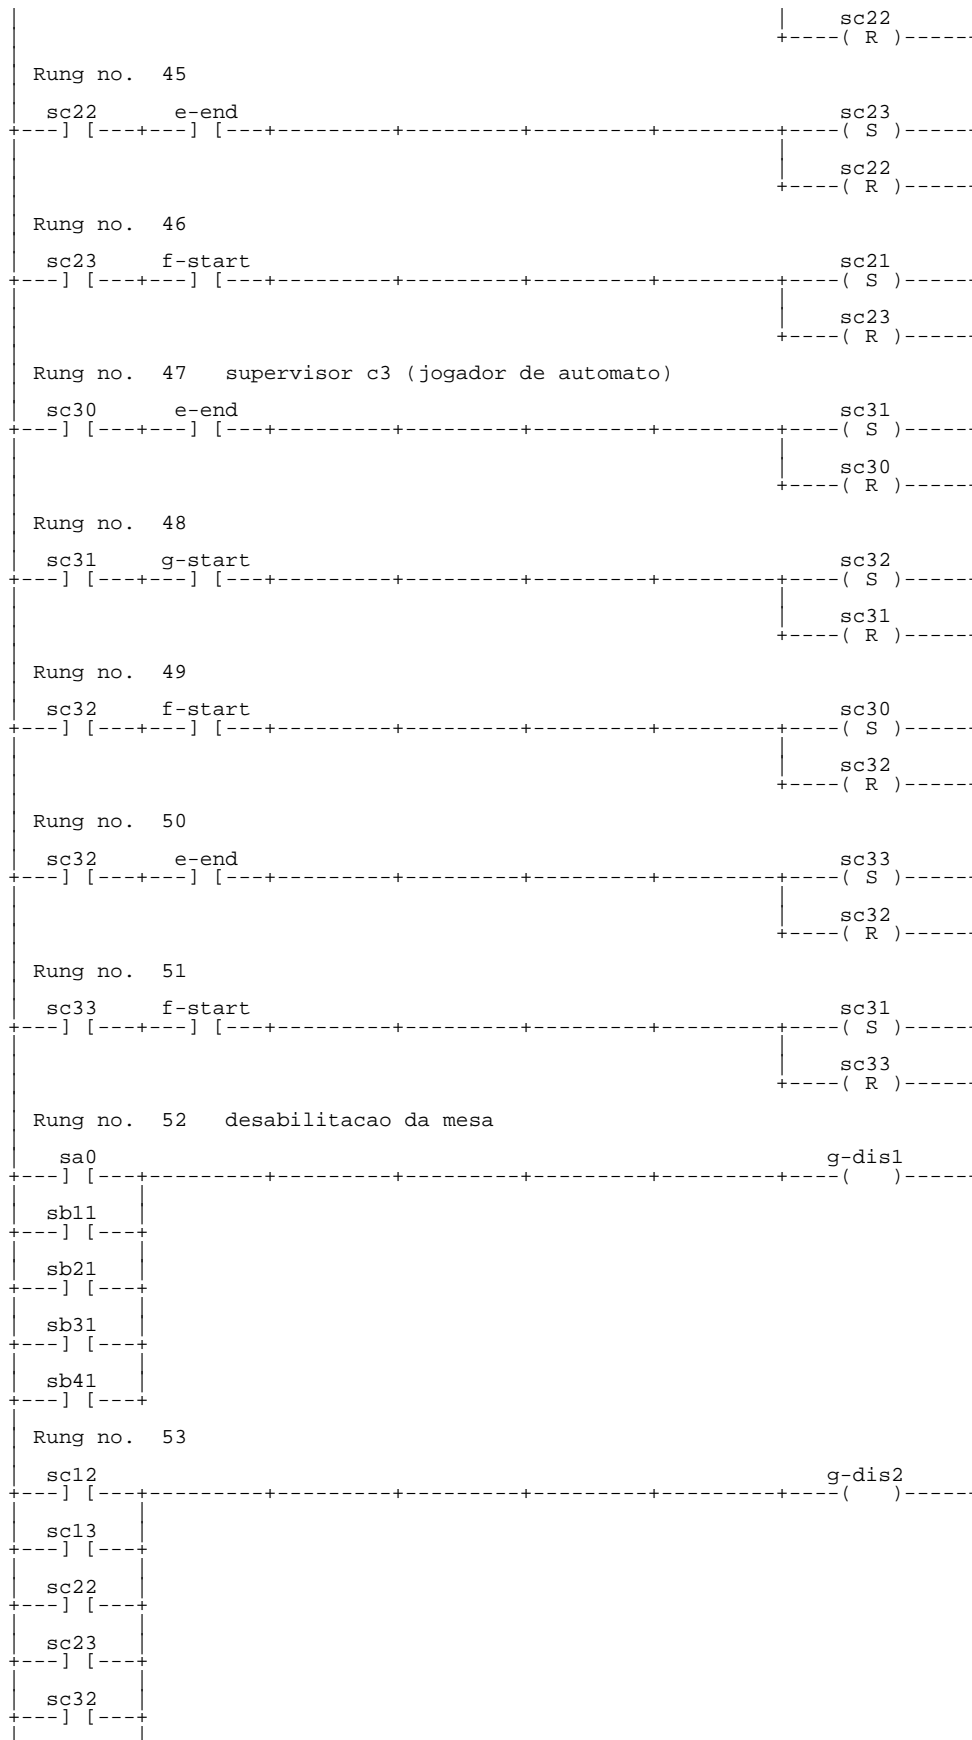 sc22
( R )
Rung no. 45
sc22 e-end sc23
] [ ] [ ( S )
sc22
( R )
Rung no. 46
sc23 f-start sc21
] [ ] [ ( S )
sc23
( R )
Rung no. 47 supervisor c3 (jogador de automato)
sc30 e-end sc31
] [ ] [ ( S )
sc30
( R )
Rung no. 48
sc31 g-start sc32
] [ ] [ ( S )
sc31
( R )
Rung no. 49
sc32 f-start sc30
] [ ] [ ( S )
sc32
( R )
Rung no. 50
sc32 e-end sc33
] [ ] [ ( S )
sc32
( R )
Rung no. 51
sc33 f-start sc31
] [ ] [ ( S )
sc33
( R )
Rung no. 52 desabilitacao da mesa
sa0 g-dis1
] [ ( )
sb11
] [
sb21
] [
sb31
] [
sb41
] [
Rung no. 53
sc12 g-dis2
] [ ( )
sc13
] [
sc22
] [
sc23
] [
sc32
] [